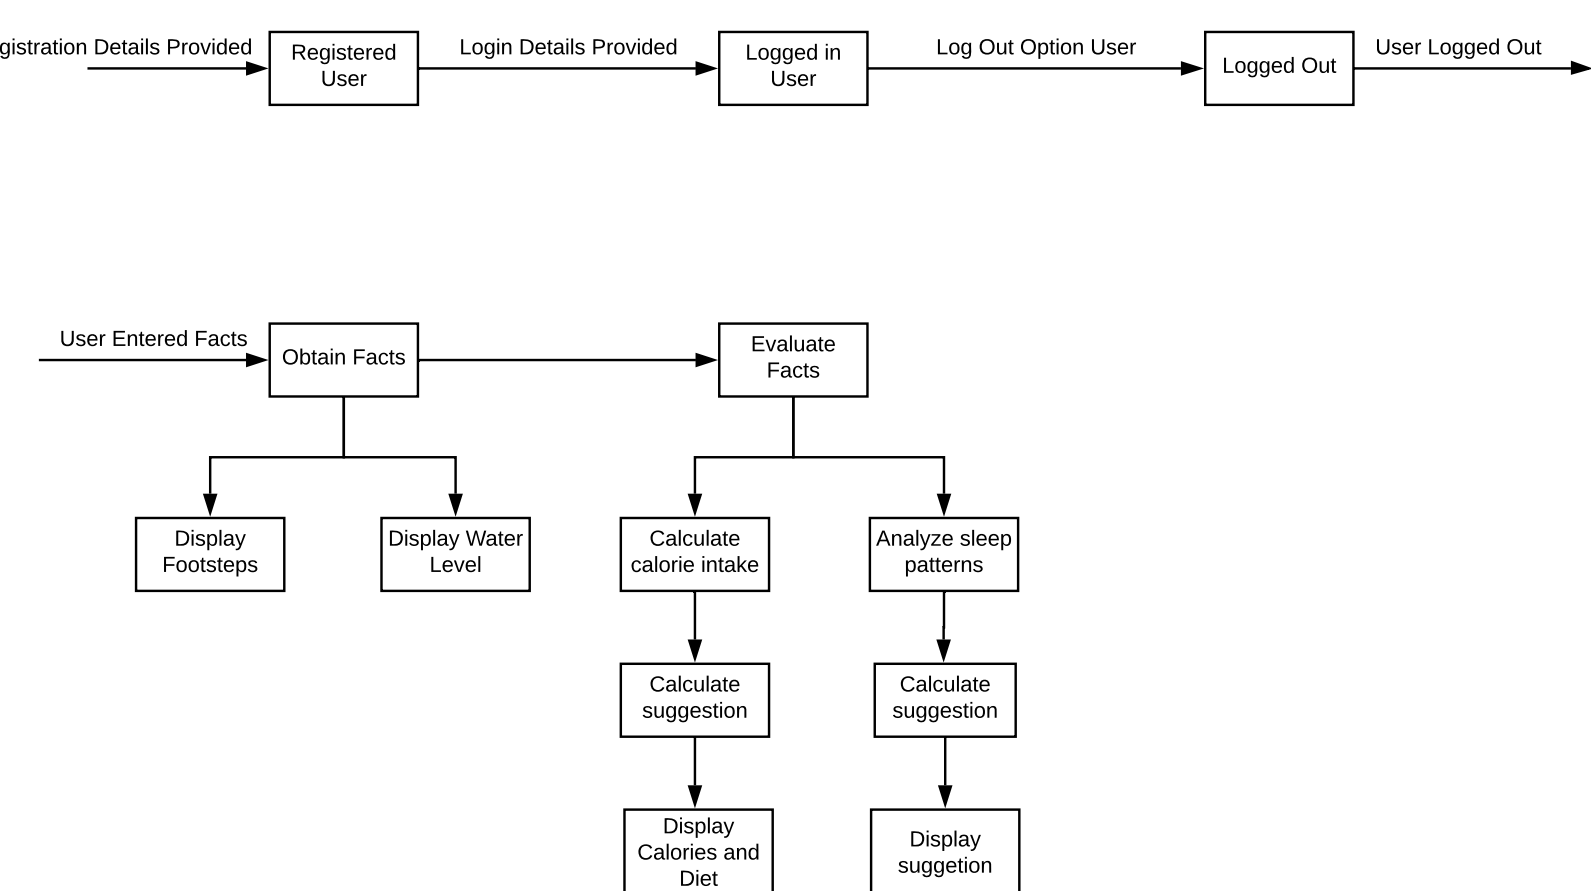 gistration Details Provided
Registered
User
Login Details Provided
Logged in
User
Log Out Option User
Logged Out
User Logged Out
User Entered Facts
Obtain Facts
Evaluate
Facts
Display
Footsteps
Display Water
Level
Calculate
calorie intake
Analyze sleep
patterns
Calculate
suggestion
Calculate
suggestion
Display
Calories and
Diet
Display
suggetion